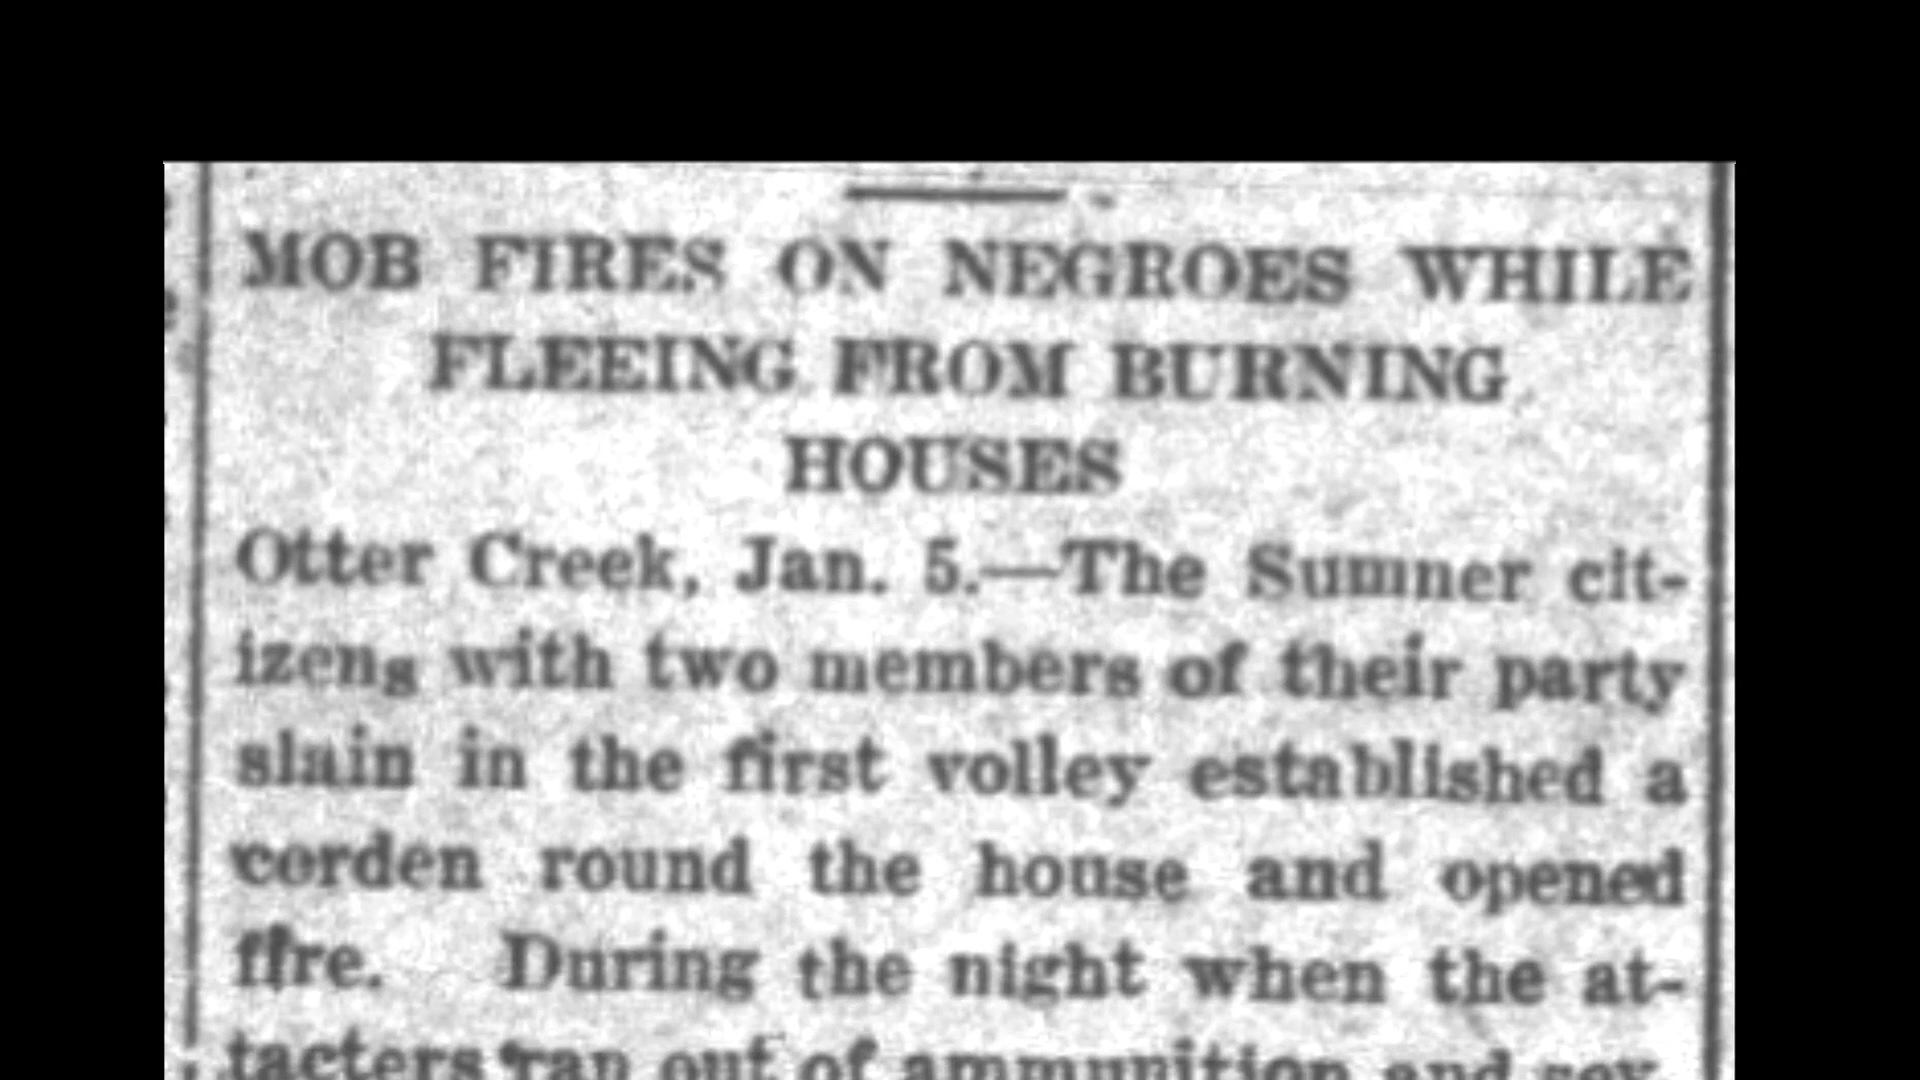 MOB FIRES ON NEGROES WHILE
FLEEING FROM BURNING
HOUSES
Otter Creek, Jan. 5.—The Sumner cit-
izens with two members of their party
slain in the first volley established a
corden round the house and opened
ffre. During the night when the at-
tacters ran out of ammunition and sev